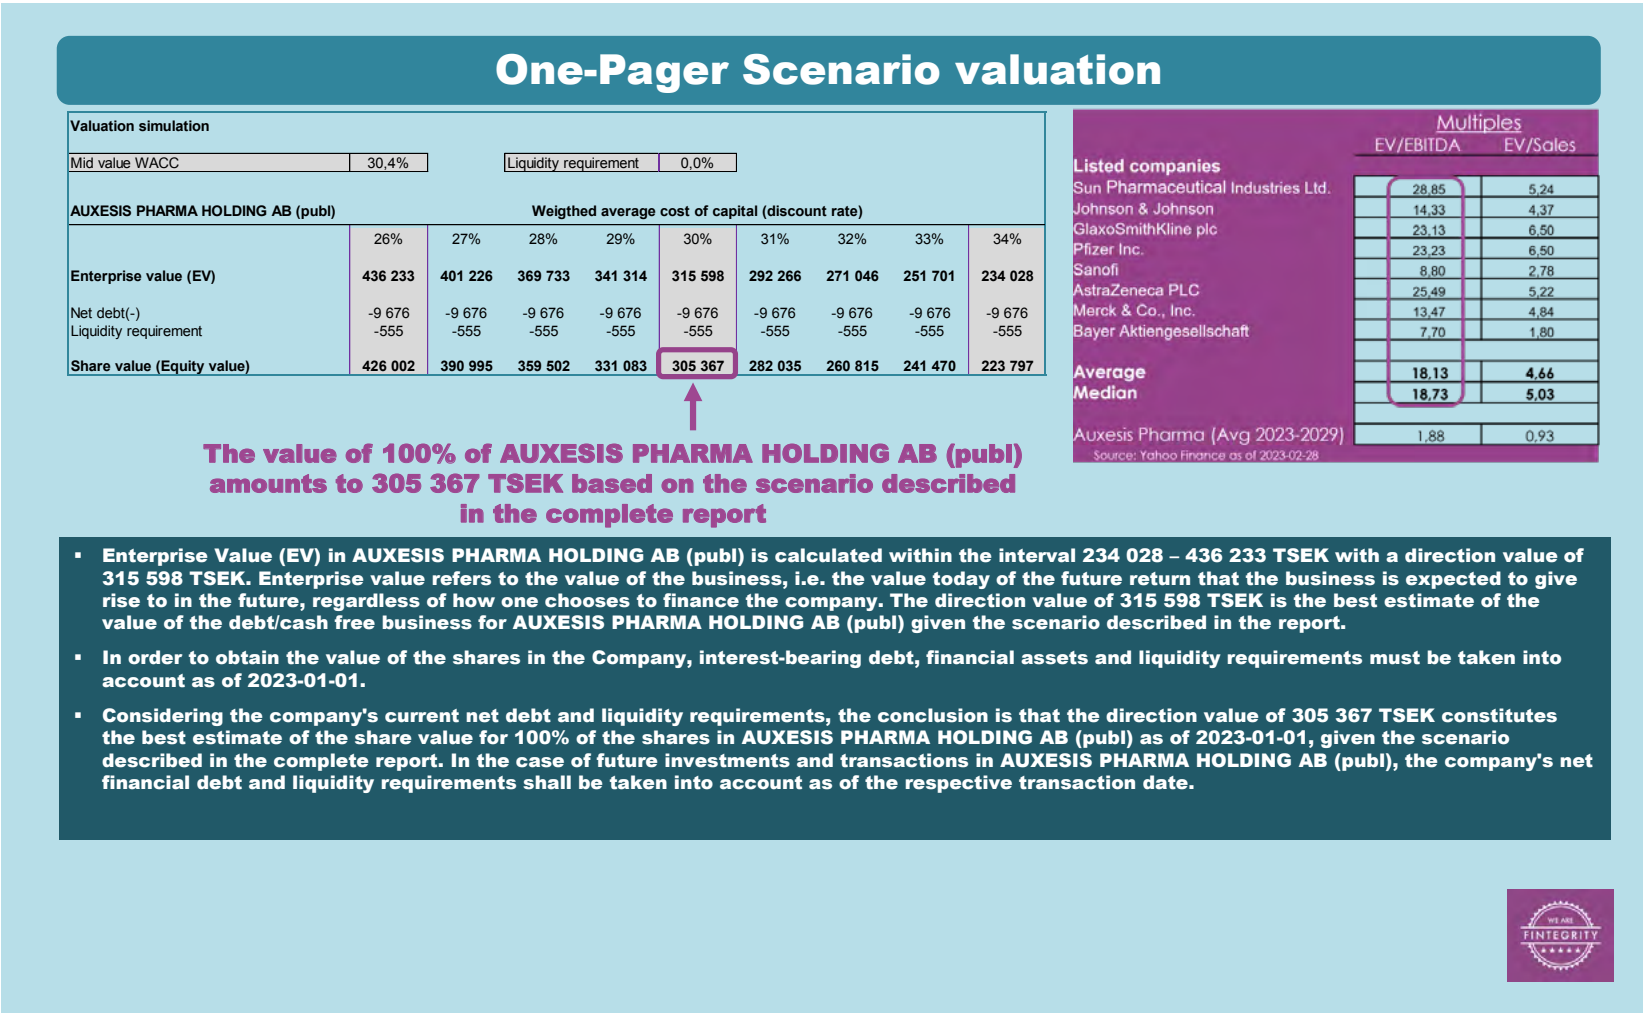 One-Pager Scenario valuation
Valuation simulation
Mid value WACC 30,4% Liquidity requirement 0,0%
AUXESIS PHARMA HOLDING AB (publ) Weigthed average cost of capital (discount rate)
26% 27% 28% 29% 30% 31% 32% 33% 34%
Enterprise value (EV) 436 233 401 226 369 733 341 314 315 598 292 266 271 046 251 701 234 028
Net debt(-) -9 676 -9 676 -9 676 -9 676 -9 676 -9 676 -9 676 -9 676 -9 676
Liquidity requirement -555 -555 -555 -555 -555 -555 -555 -555 -555
Share value (Equity value) 426 002 390 995 359 502 331 083 305 367 282 035 260 815 241 470 223 797
The value of 100% of AUXESIS PHARMA HOLDING AB (publ)
amounts to 305 367 TSEK based on the scenario described
in the complete report
Multiples
EV/EBITDA EV/Sales
Listed companies
Sun Pharmaceutical Industries Ltd. 28,85 5,24
Johnson & Johnson 14,33 4,37
GlaxoSmithKline plc 23,13 6,50
Pfizer Inc. 23,23 6,50
Sanofi 8,80 2,78
AstraZeneca PLC 25,49 5,22
Merck & Co., Inc. 13,47 4,84
Bayer Aktiengesellschaft 7,70 1,80
Average 18,13 4,66
Median 18,73 5,03
Auxesis Pharma (Avg 2023-2029) 1,88 0,93
Source: Yahoo Finance as of 2023-02-28
▪ Enterprise Value (EV) in AUXESIS PHARMA HOLDING AB (publ) is calculated within the interval 234 028 – 436 233 TSEK with a direction value of
315 598 TSEK. Enterprise value refers to the value of the business, i.e. the value today of the future return that the business is expected to give
rise to in the future, regardless of how one chooses to finance the company. The direction value of 315 598 TSEK is the best estimate of the
value of the debt/cash free business for AUXESIS PHARMA HOLDING AB (publ) given the scenario described in the report.
▪ In order to obtain the value of the shares in the Company, interest-bearing debt, financial assets and liquidity requirements must be taken into
account as of 2023-01-01.
▪ Considering the company's current net debt and liquidity requirements, the conclusion is that the direction value of 305 367 TSEK constitutes
the best estimate of the share value for 100% of the shares in AUXESIS PHARMA HOLDING AB (publ) as of 2023-01-01, given the scenario
described in the complete report. In the case of future investments and transactions in AUXESIS PHARMA HOLDING AB (publ), the company's net
financial debt and liquidity requirements shall be taken into account as of the respective transaction date.
WE ARE
FINTEGRITY